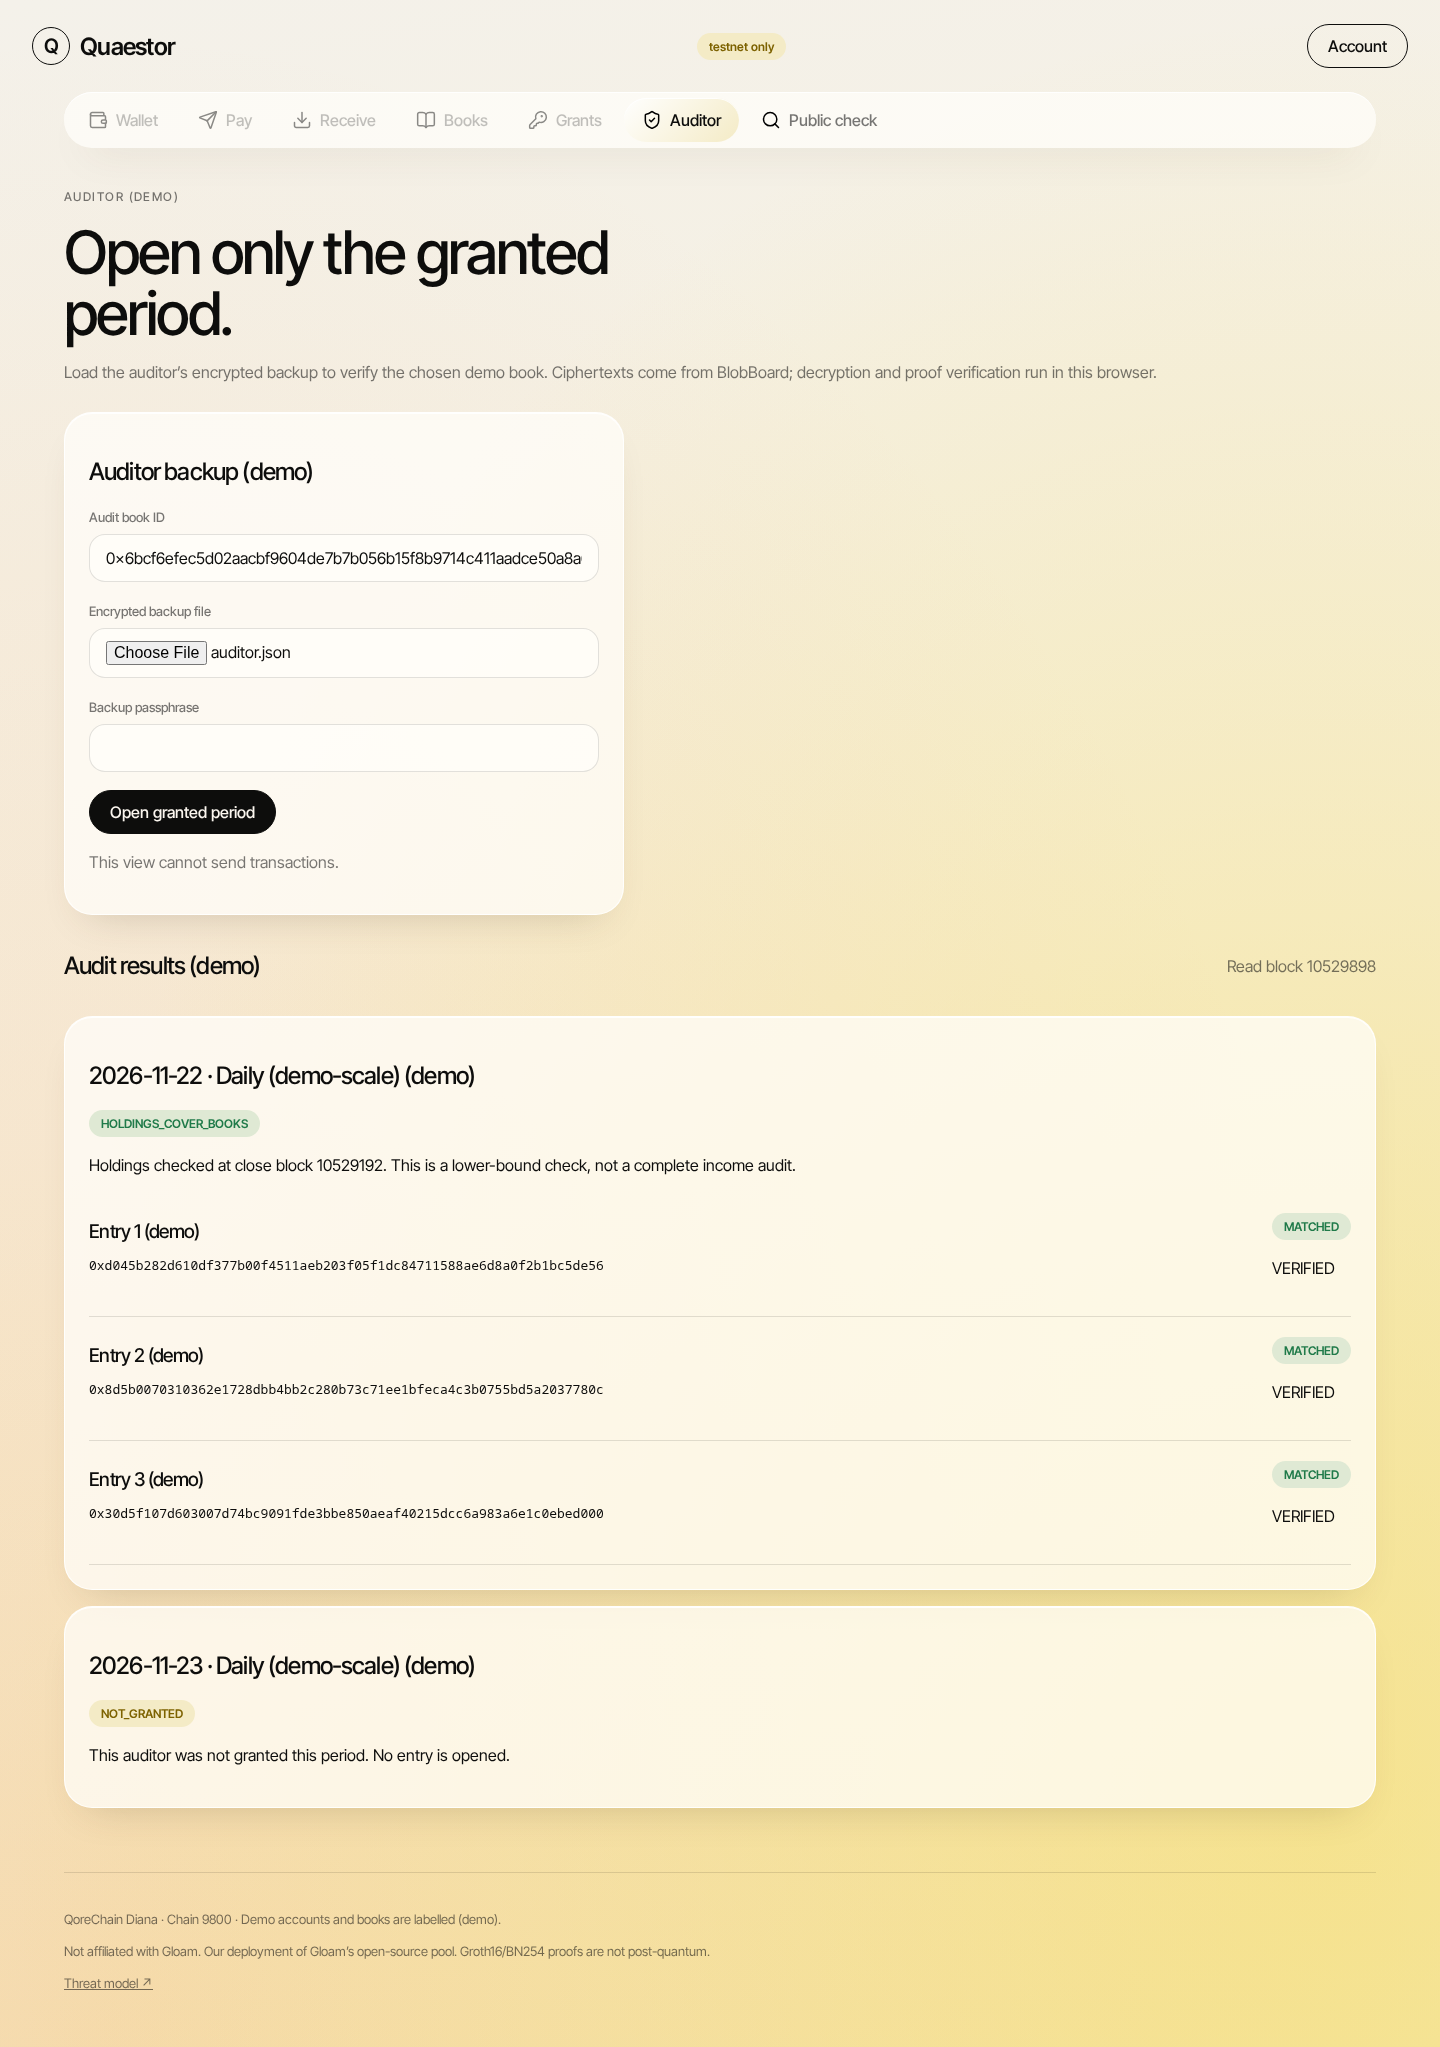 Q Quaestor
testnet only
Account
Wallet
Pay
Receive
Books
Grants
Auditor
Public check
AUDITOR (DEMO)
Open only the granted
period.
Load the auditor’s encrypted backup to verify the chosen demo book. Ciphertexts come from BlobBoard; decryption and proof verification run in this browser.
Auditor backup (demo)
Audit book ID
0×6bcf6efec5d02aacbf9604de7b7b056b15f8b9714c411aadce50a8a
Encrypted backup file
Choose File auditor.json
Backup passphrase
Open granted period
This view cannot send transactions.
Audit results (demo)
Read block 10529898
2026-11-22 · Daily (demo-scale) (demo)
HOLDINGS_COVER_BOOKS
Holdings checked at close block 10529192. This is a lower-bound check, not a complete income audit.
Entry 1 (demo)
MATCHED
0xd045b282d610df377b00f4511aeb203f05f1dc84711588ae6d8a0f2b1bc5de56
VERIFIED
Entry 2 (demo)
MATCHED
0x8d5b0070310362e1728dbb4bb2c280b73c71ee1bfeca4c3b0755bd5a2037780c
VERIFIED
Entry 3 (demo)
MATCHED
0x30d5f107d603007d74bc9091fde3bbe850aeaf40215dcc6a983a6e1c0ebed000
VERIFIED
2026-11-23 · Daily (demo-scale) (demo)
NOT_GRANTED
This auditor was not granted this period. No entry is opened.
QoreChain Diana · Chain 9800 · Demo accounts and books are labelled (demo).
Not affiliated with Gloam. Our deployment of Gloam’s open-source pool. Groth16/BN254 proofs are not post-quantum.
Threat model ↗